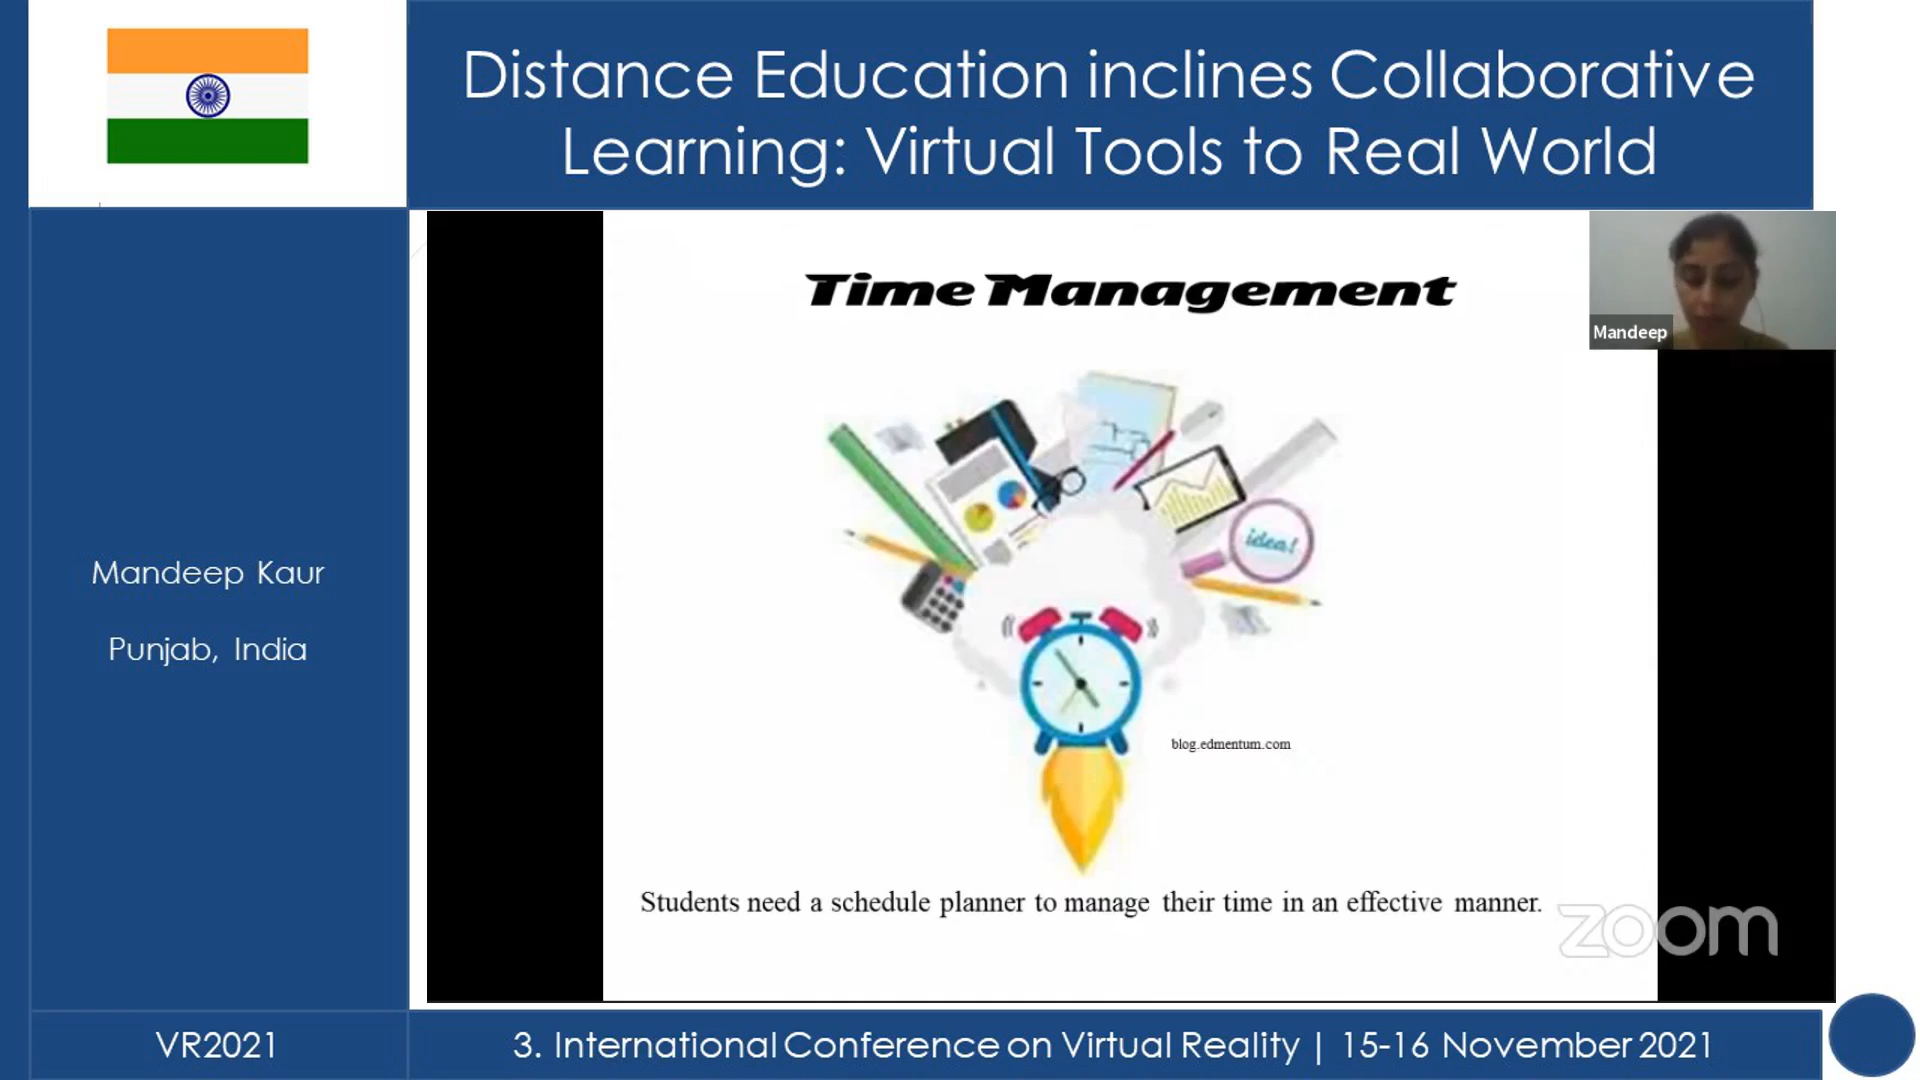 Distance Education inclines Collaborative
Learning: Virtual Tools to Real World
Time Management
Mandeep
idea!
Mandeep Kaur
Punjab, India
blog.edmentum.com
Students need a schedule planner to manage their time in an effective manner.
zoom
VR2021
3. International Conference on Virtual Reality | 15-16 November 2021